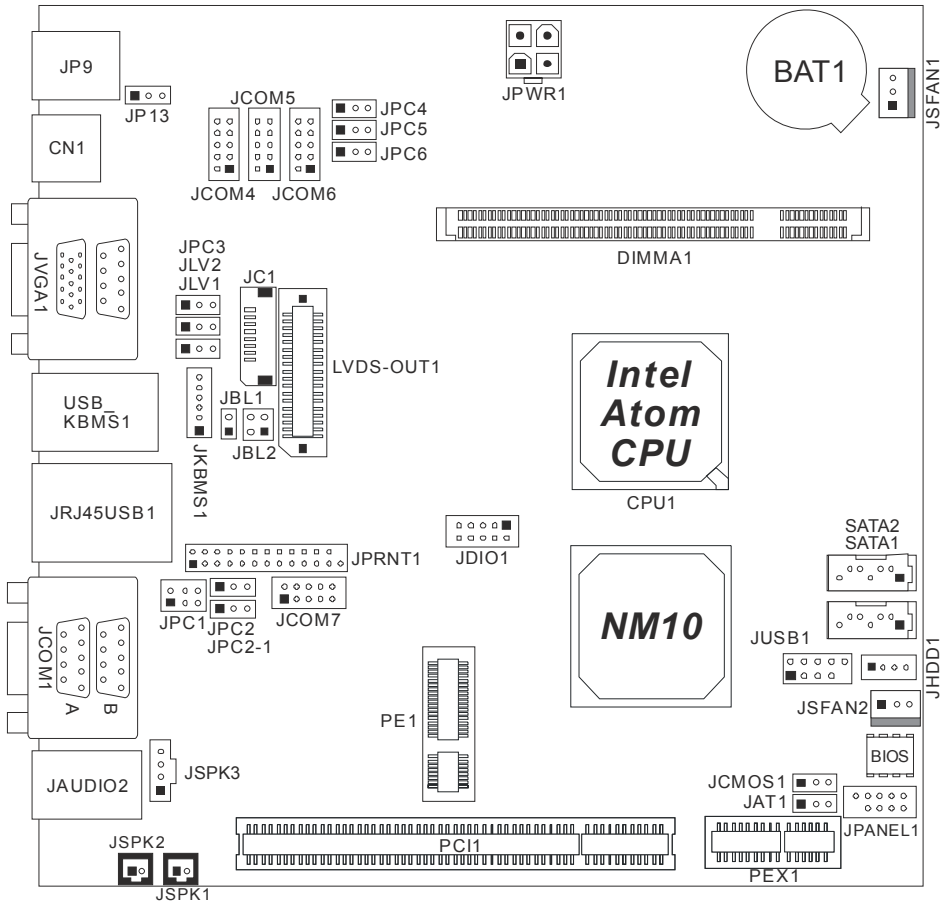 JP9
JP13
JCOM5
JPC4
JPC5
JPC6
JPWR1
BAT1
JSFAN1
CN1
JCOM4
JCOM6
JVGA1
JPC3
JLV2
JLV1
JC1
DIMMA1
LVDS-OUT1
Intel
Atom
CPU
CPU1
USB_
KBMS1
JKBMS1
JBL1
JBL2
JRJ45USB1
JPRNT1
JDIO1
SATA2
SATA1
JCOM1
A
B
JPC1
JPC2
JPC2-1
JCOM7
NM10
JUSB1
JHDD1
PE1
JSFAN2
BIOS
JAUDIO2
JSPK3
JCMOS1
JAT1
JPANEL1
JSPK2
JSPK1
PCI1
PEX1